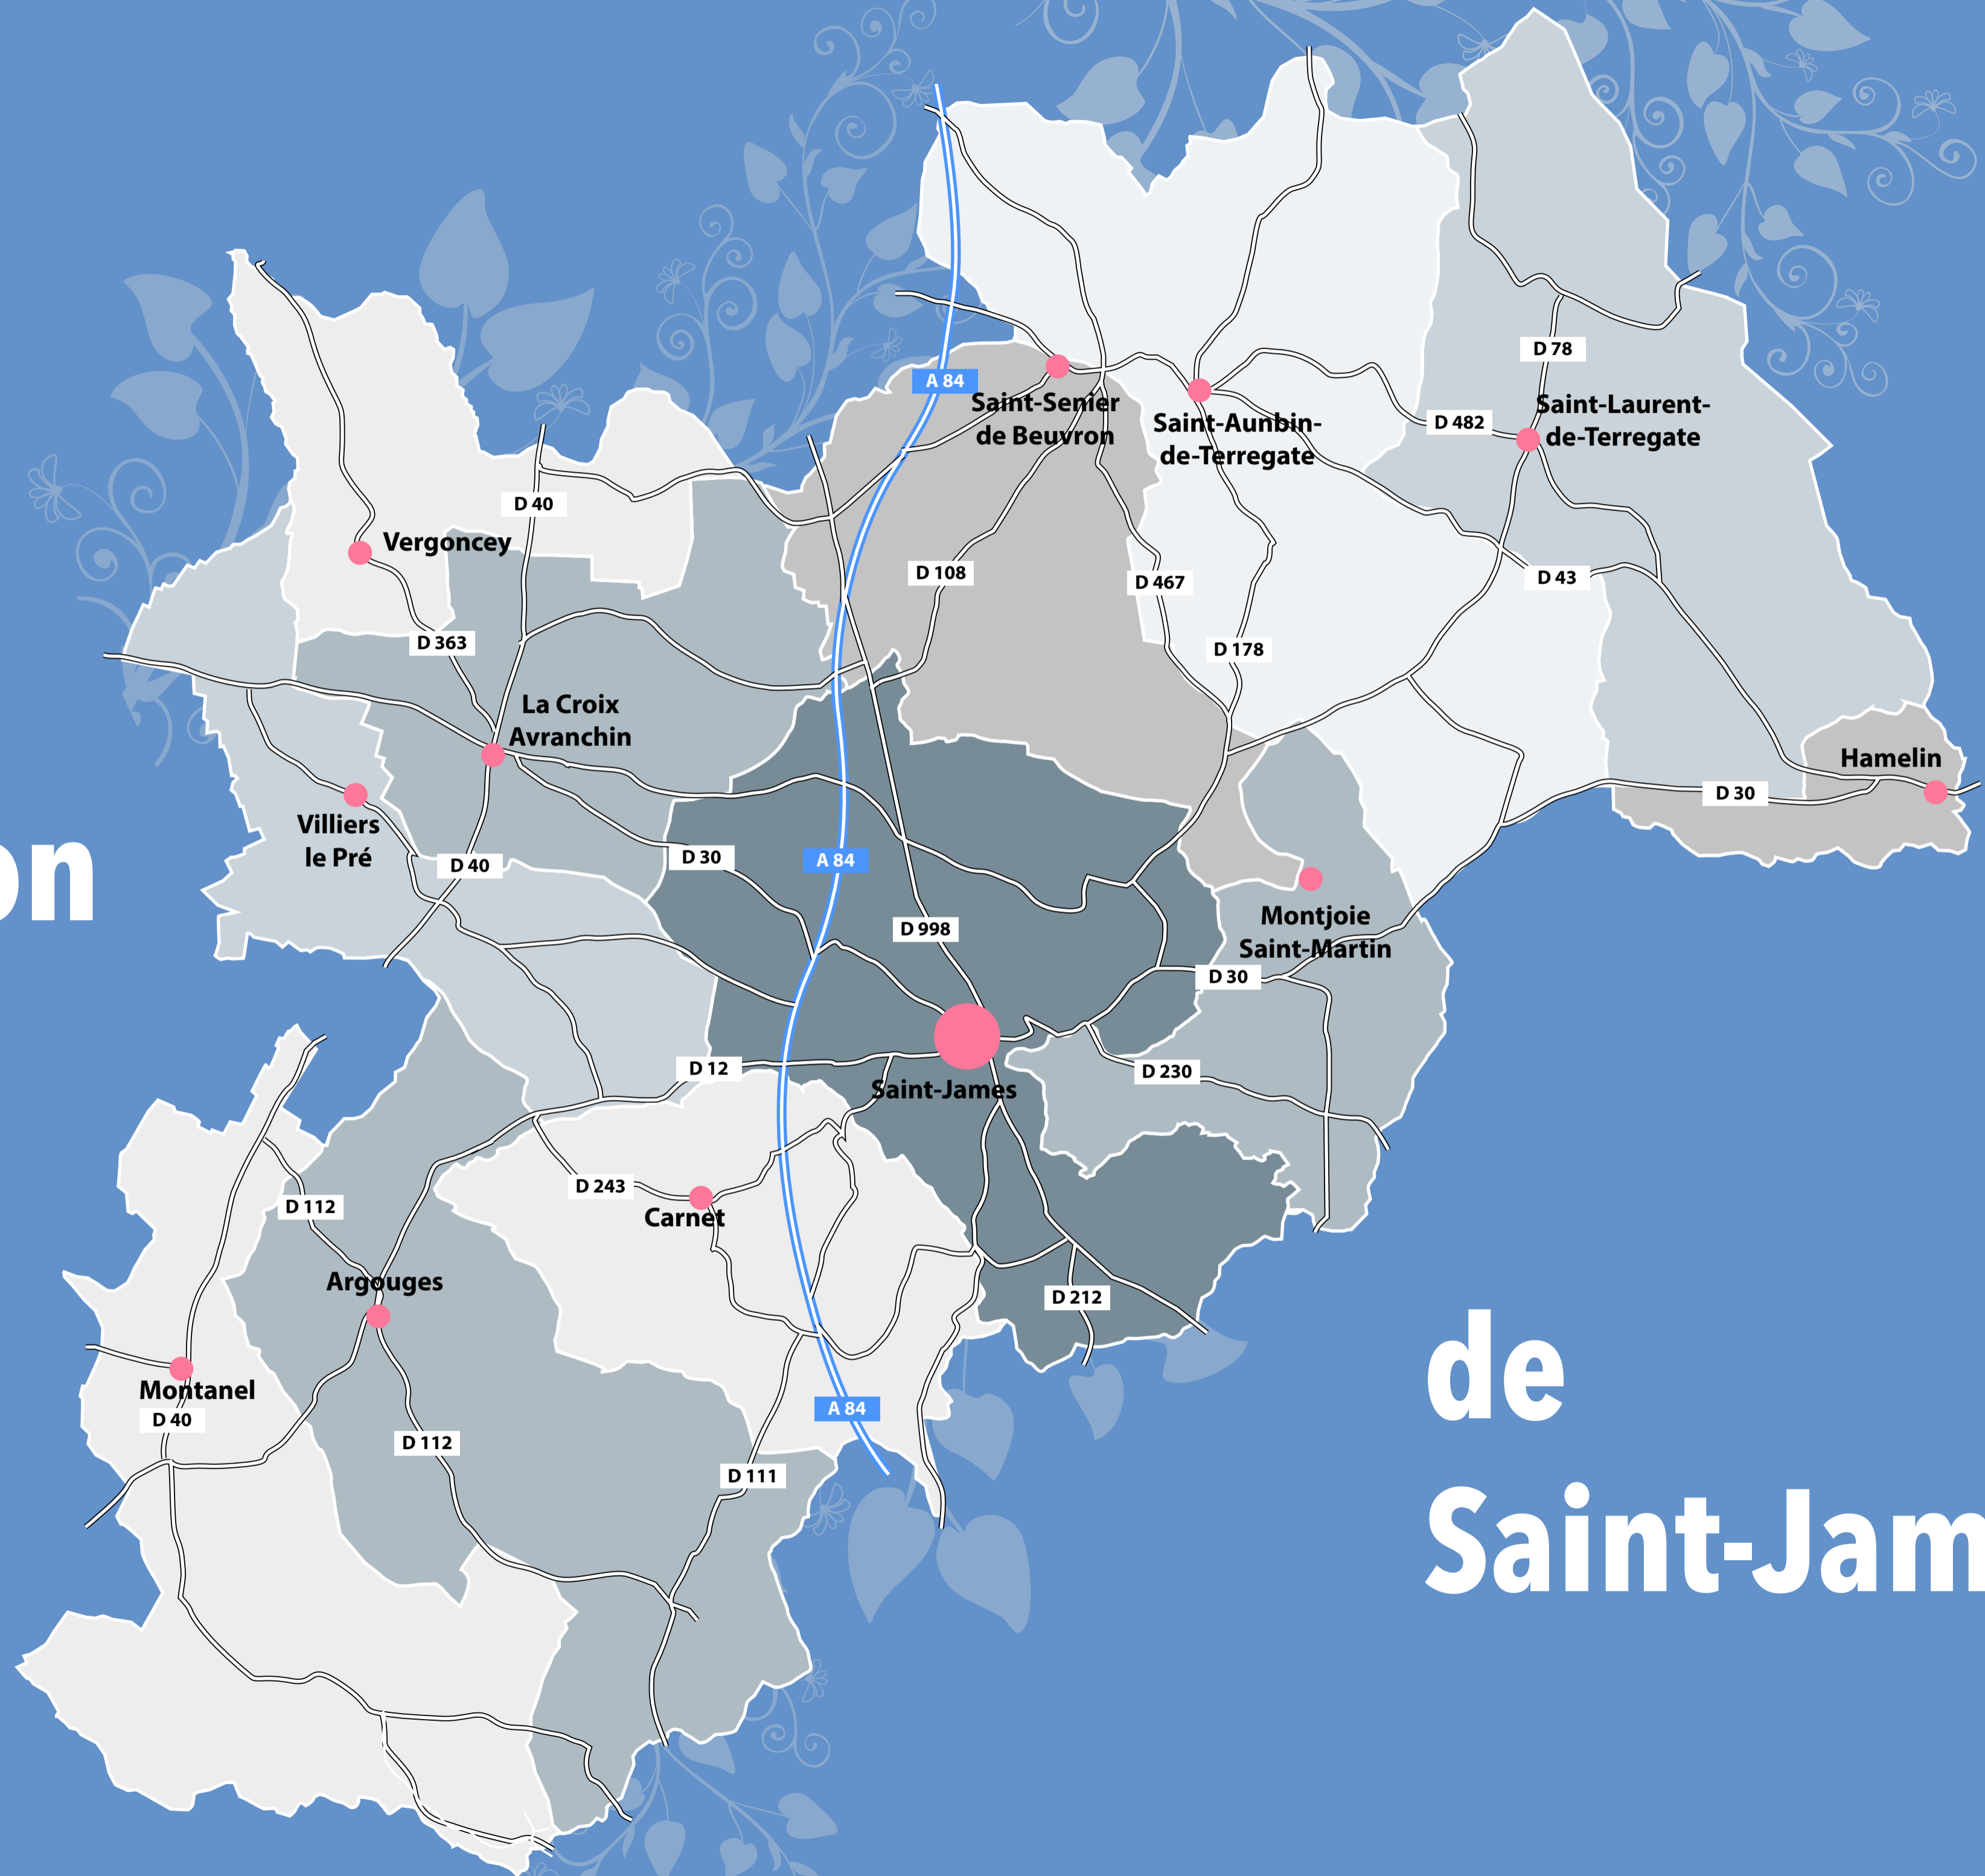 A 84
D 78
Saint-Senier
de Beuvron
Saint-Aunbin-
de-Terregate
D 482
Saint-Laurent-
de-Terregate
D 40
Vergoncey
D 108
D 467
D 43
D 363
D 178
La Croix
Avranchin
Hamelin
D 30
Villiers
le Pré
D 40
D 30
A 84
on
D 998
Montjoie
Saint-Martin
D 30
D 12
Saint-James
D 230
D 243
Carnet
D 112
Argouges
D 212
Montanel
D 40
A 84
D 112
D 111
de
Saint-Jam